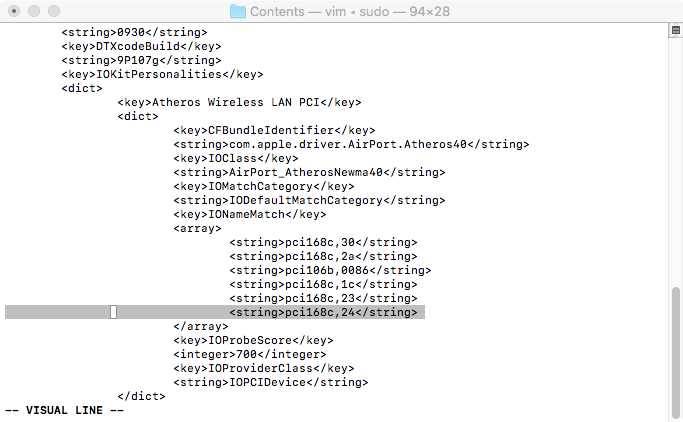 Contents — vim ◂ sudo — 94×28
<string>0930</string>
<key>DTXcodeBuild</key>
<string>9P107g</string>
<key>IOKitPersonalities</key>
<dict>
<key>Atheros Wireless LAN PCI</key>
<dict>
<key>CFBundleIdentifier</key>
<string>com.apple.driver.AirPort.Atheros40</string>
<key>IOClass</key>
<string>AirPort_AtherosNewma40</string>
<key>IOMatchCategory</key>
<string>IODefaultMatchCategory</string>
<key>IONameMatch</key>
<array>
<string>pci168c,30</string>
<string>pci168c,2a</string>
<string>pci106b,0086</string>
<string>pci168c,1c</string>
<string>pci168c,23</string>
<string>pci168c,24</string>
</array>
<key>IOProbeScore</key>
<integer>700</integer>
<key>IOProviderClass</key>
<string>IOPCIDevice</string>
</dict>
-- VISUAL LINE --